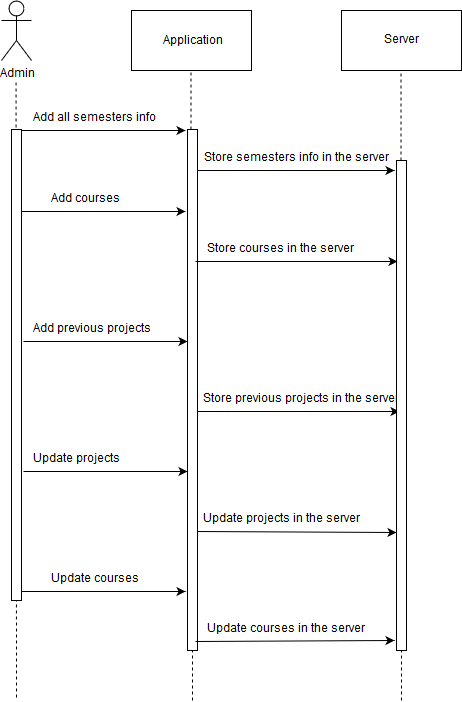 Application
Server
Admin
Add all semesters info
Store semesters info in the server
Add courses
Store courses in the server
Add previous projects
Store previous projects in the serve
Update projects
Update projects in the server
Update courses
Update courses in the server